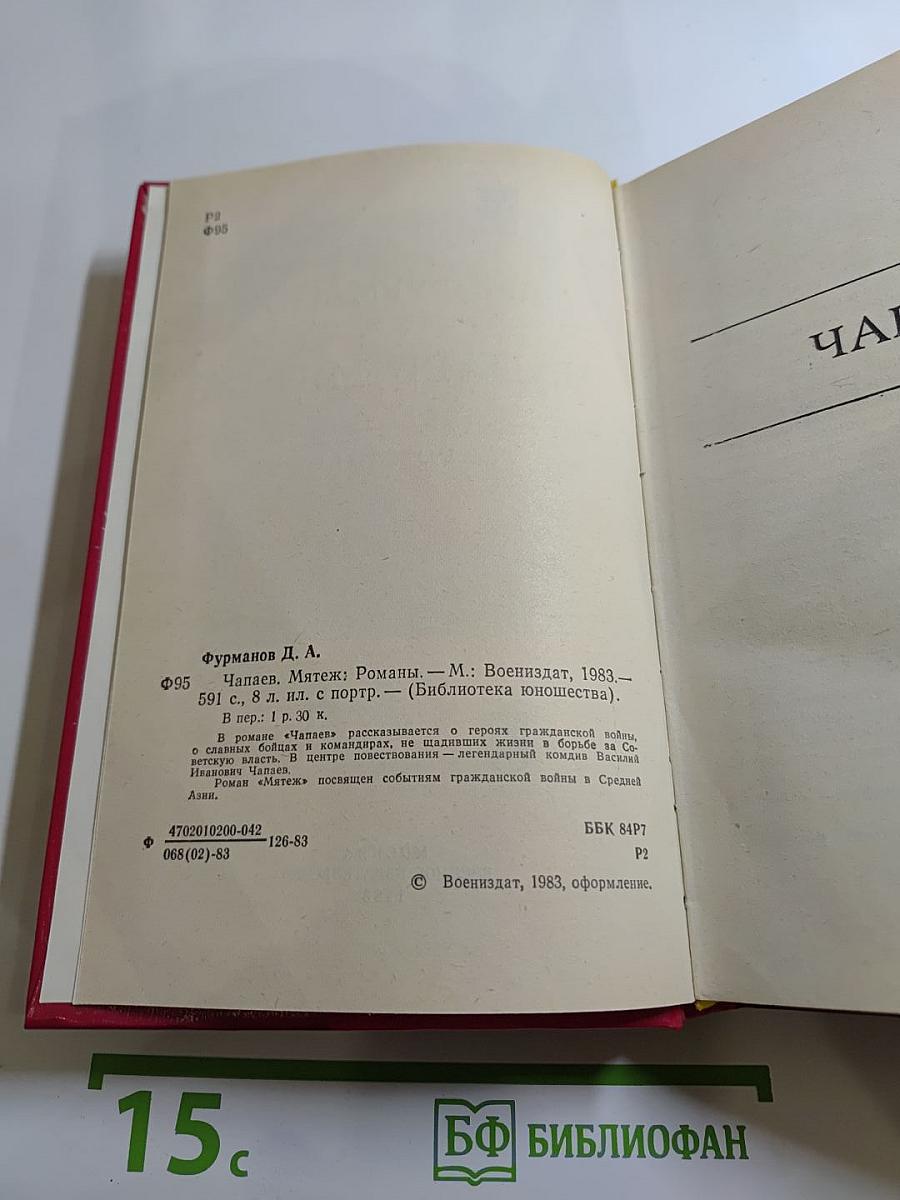 Р2
Ф95
ЧАП
Фурманов Д. А.
Ф95 Чапаев. Мятеж: Романы. — М.: Воениздат, 1983.—
591 с., 8 л. ил. с портр. — (Библиотека юношества).
В пер.: 1 р. 30 к.
В романе «Чапаев» рассказывается о героях гражданской войны,
о славных бойцах и командирах, не щадивших жизни в борьбе за Со-
ветскую власть. В центре повествования — легендарный комдив Василий
Иванович Чапаев.
Роман «Мятеж» посвящен событиям гражданской войны в Средней
Азии.
Ф 4702010200-042
068(02)-83
126-83
ББК 84Р7
Р2
© Воениздат, 1983, оформление.
15 с
БФ БИБЛИОФАН